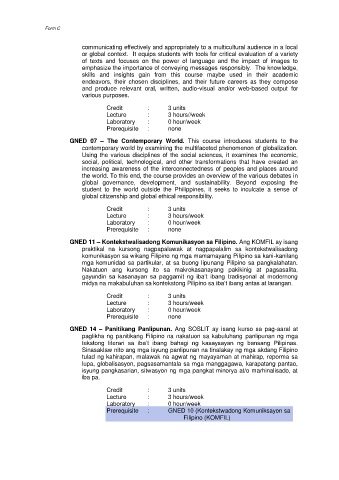 Form C
communicating effectively and appropriately to a multicultural audience in a local
or global context. It equips students with tools for critical evaluation of a variety
of texts and focuses on the power of language and the impact of images to
emphasize the importance of conveying messages responsibly. The knowledge,
skills and insights gain from this course maybe used in their academic
endeavors, their chosen disciplines, and their future careers as they compose
and produce relevant oral, written, audio-visual and/or web-based output for
various purposes.
Credit : 3 units
Lecture : 3 hours//week
Laboratory : 0 hour/week
Prerequisite : none
GNED 07 – The Contemporary World. This course introduces students to the
contemporary world by examining the multifaceted phenomenon of globalization.
Using the various disciplines of the social sciences, it examines the economic,
social, political, technological, and other transformations that have created an
increasing awareness of the interconnectedness of peoples and places around
the world. To this end, the course provides an overview of the various debates in
global governance, development, and sustainability. Beyond exposing the
student to the world outside the Philippines, it seeks to inculcate a sense of
global citizenship and global ethical responsibility.
Credit : 3 units
Lecture : 3 hours/week
Laboratory : 0 hour/week
Prerequisite : none
GNED 11 – Kontekstwalisadong Komunikasyon sa Filipino. Ang KOMFIL ay isang
praktikal na kursong nagpapalawak at nagpapalalim sa kontekstwalisadong
komunikasyon sa wikang Filipino ng mga mamamayang Pilipino sa kani-kanilang
mga komunidad sa partikular, at sa buong lipunang Pilipino sa pangkalahatan.
Nakatuon ang kursong ito sa makrokasanayang pakikinig at pagsasalita,
gayundin sa kasanayan sa paggamit ng iba't ibang tradisyonal at modernong
midya na makabuluhan sa kontekstong Pilipino sa iba't ibang antas at larangan.
Credit : 3 units
Lecture : 3 hours/week
Laboratory : 0 hour/week
Prerequisite : none
GNED 14 – Panitikang Panlipunan. Ang SOSLIT ay isang kurso sa pag-aaral at
paglikha ng panitikang Filipino na nakatuon sa kabuluhang panlipunan ng mga
tekstong literari sa iba't ibang bahagi ng kasaysayan ng bansang Pilipinas.
Sinasaklaw nito ang mga isyung panlipunan na tinalakay ng mga akdang Filipino
tulad ng kahirapan, malawak na agwat ng mayayaman at mahirap, reporma sa
lupa, globalisasyon, pagsasamantala sa mga manggagawa, karapatang pantao,
isyung pangkasarian, sitwasyon ng mga pangkat minorya at/o marhinalisado, at
iba pa.
Credit : 3 units
Lecture : 3 hours/week
Laboratory : 0 hour/week
Prerequisite : GNED 10 (Kontekstwadong Komuniksayon sa
Filipino (KOMFIL)